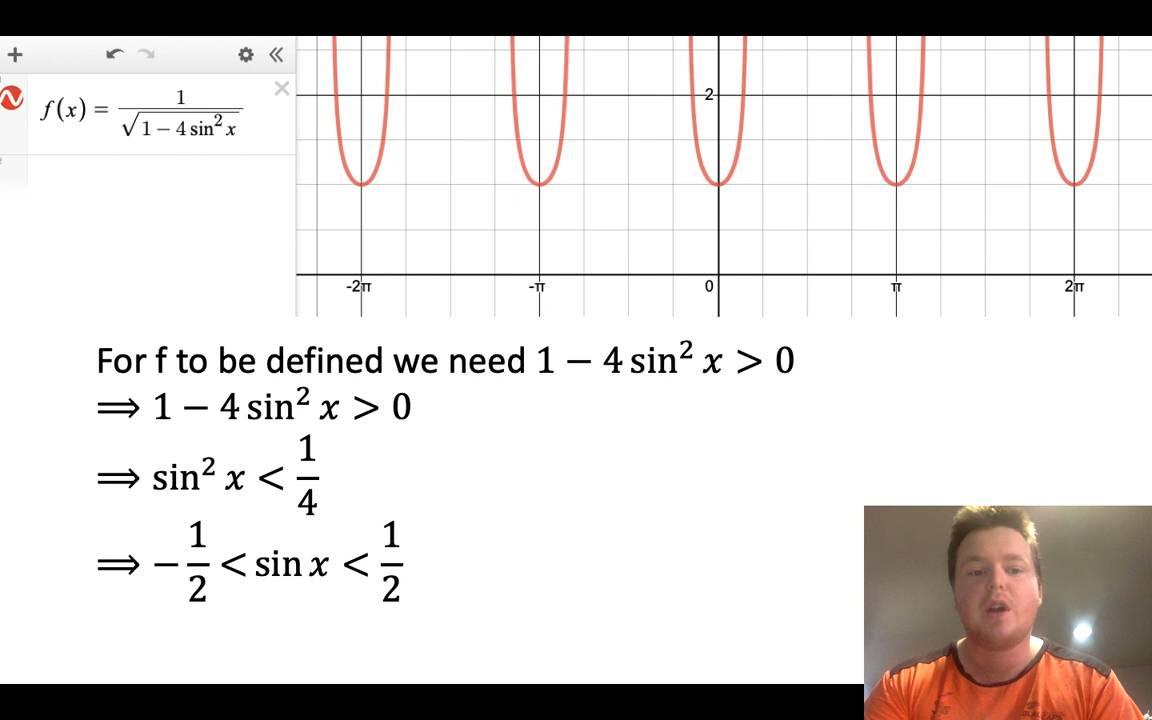 f(x) = 1/√(1 − 4 sin² x)
2
-2π -π 0 π 2π
For f to be defined we need 1 − 4 sin² x > 0
⟹ 1 − 4 sin² x > 0
⟹ sin² x < 1/4
⟹ −1/2 < sin x < 1/2